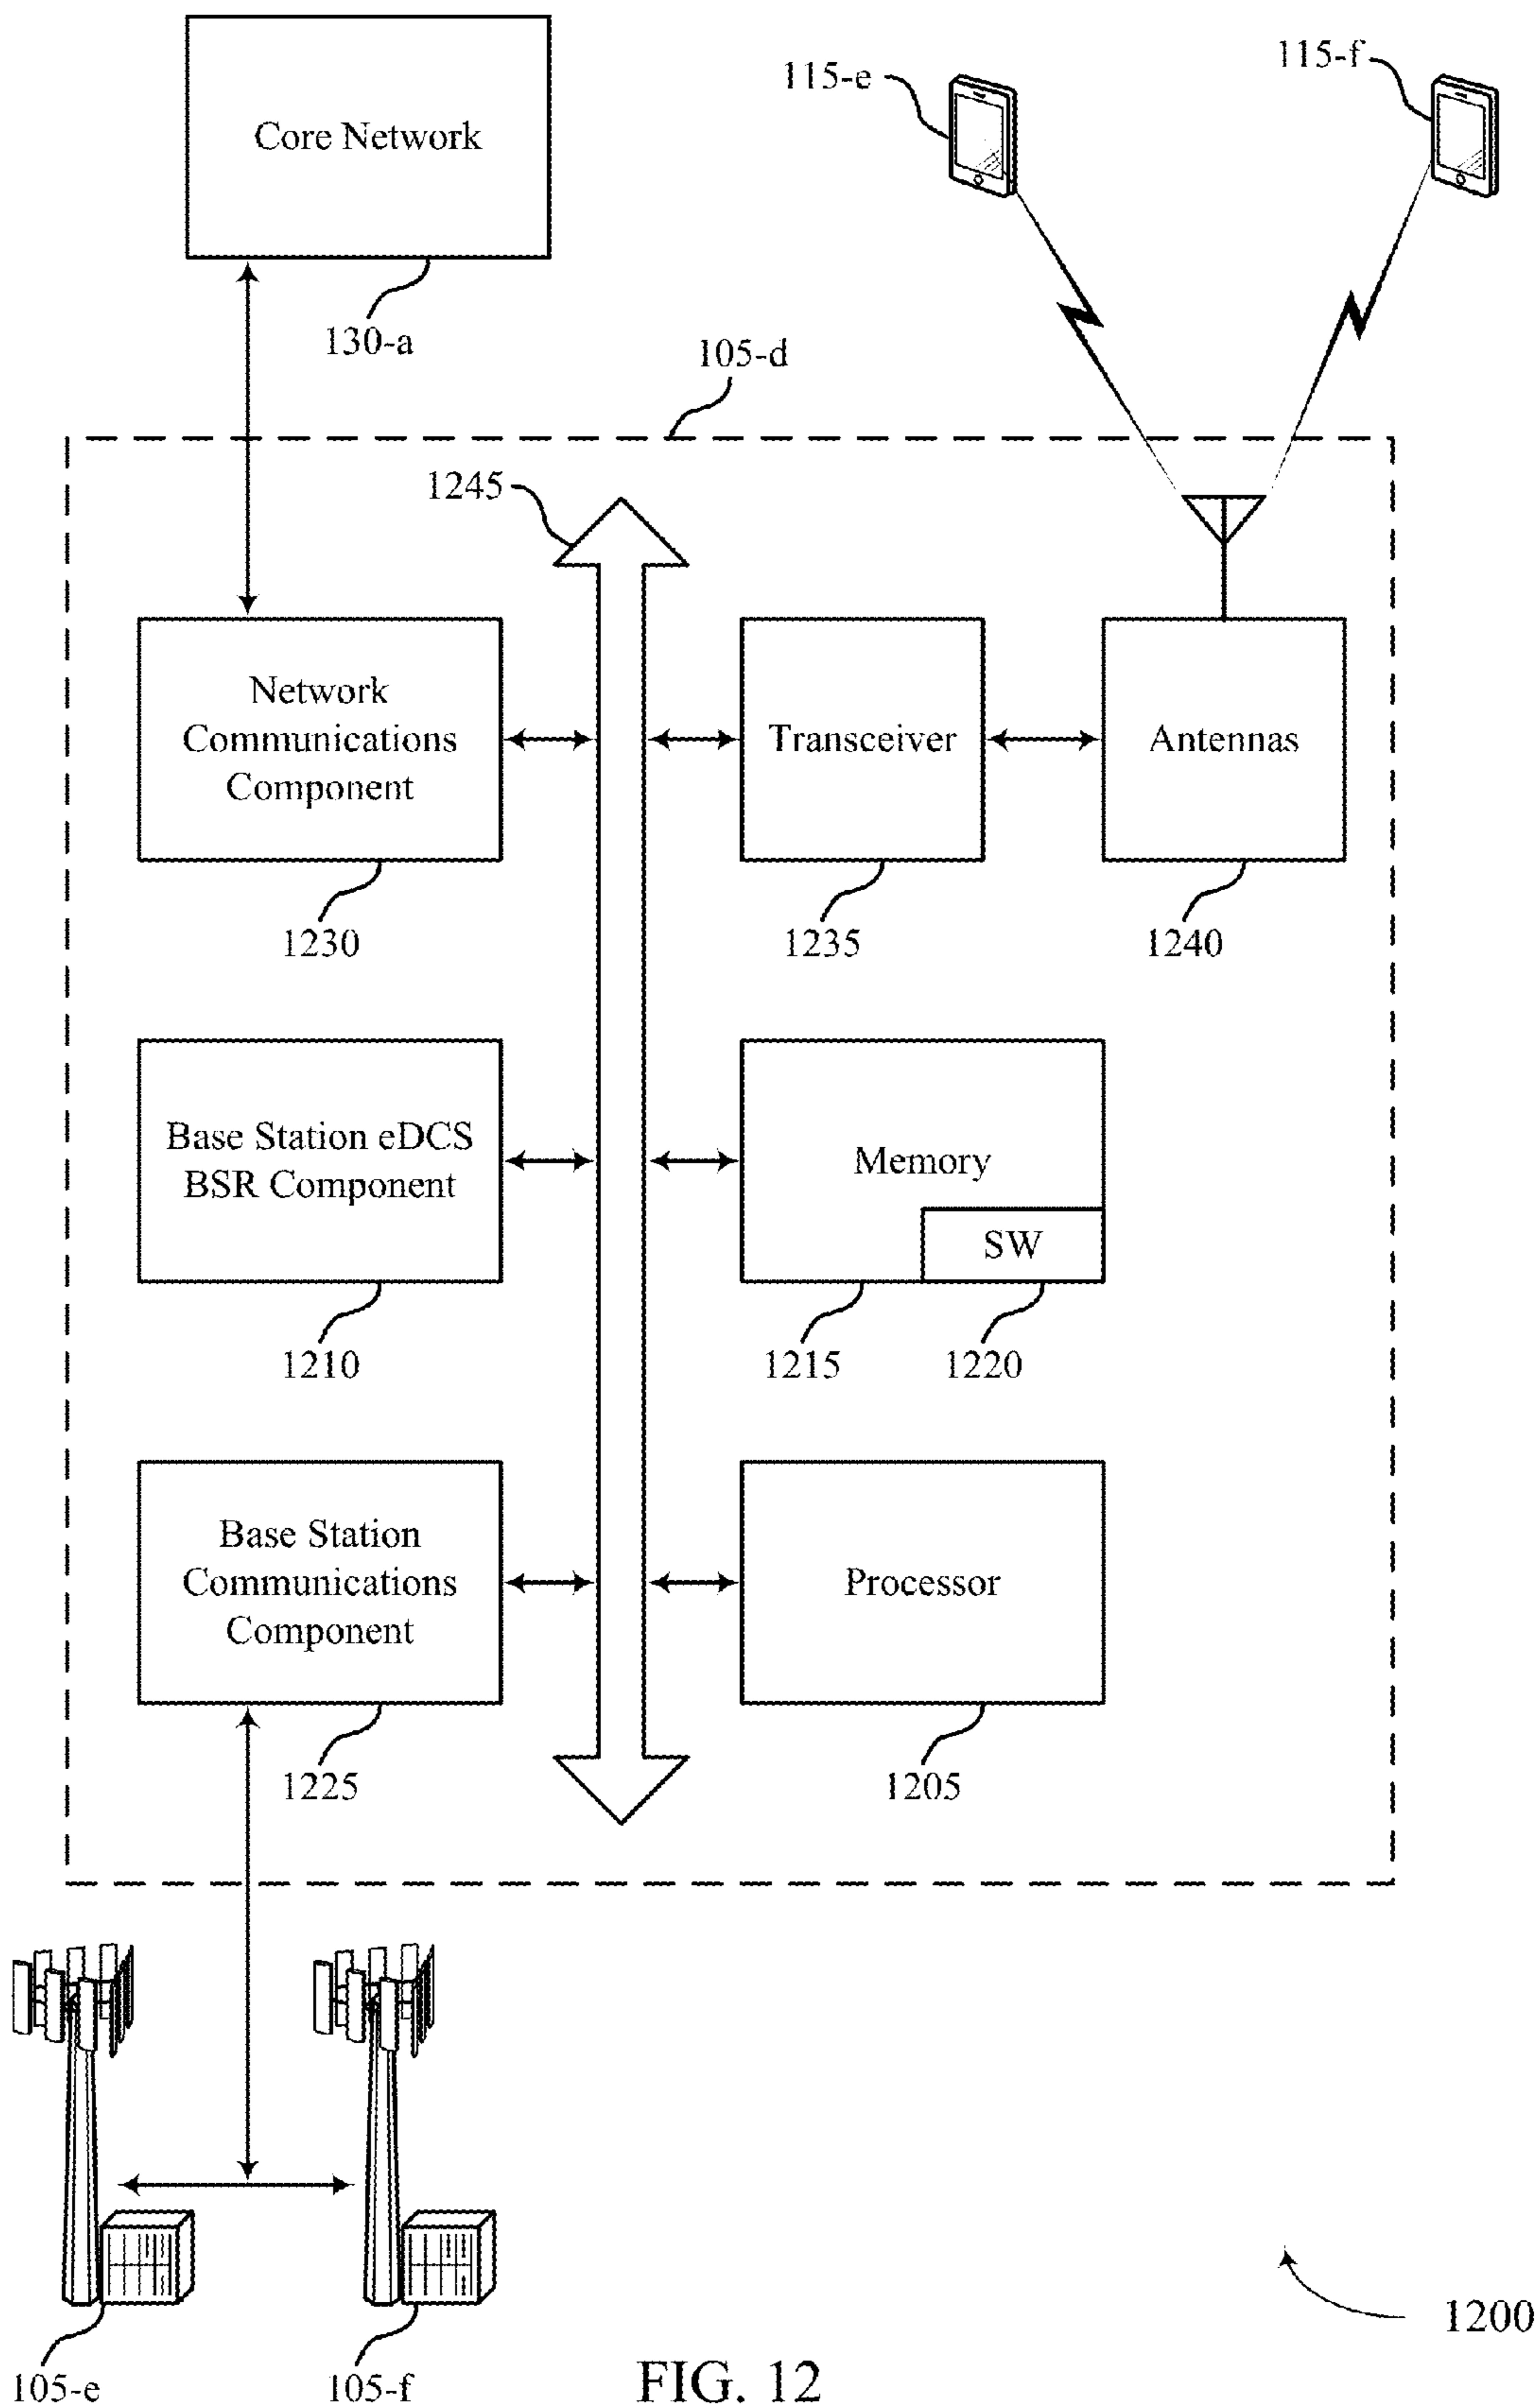 Core Network
130-a
115-e
115-f
105-d
1245
Network
Communications
Component
1230
Transceiver
1235
Antennas
1240
Base Station eDCS
BSR Component
1210
Memory
SW
1215
1220
Base Station
Communications
Component
1225
Processor
1205
105-e
105-f
1200
FIG. 12